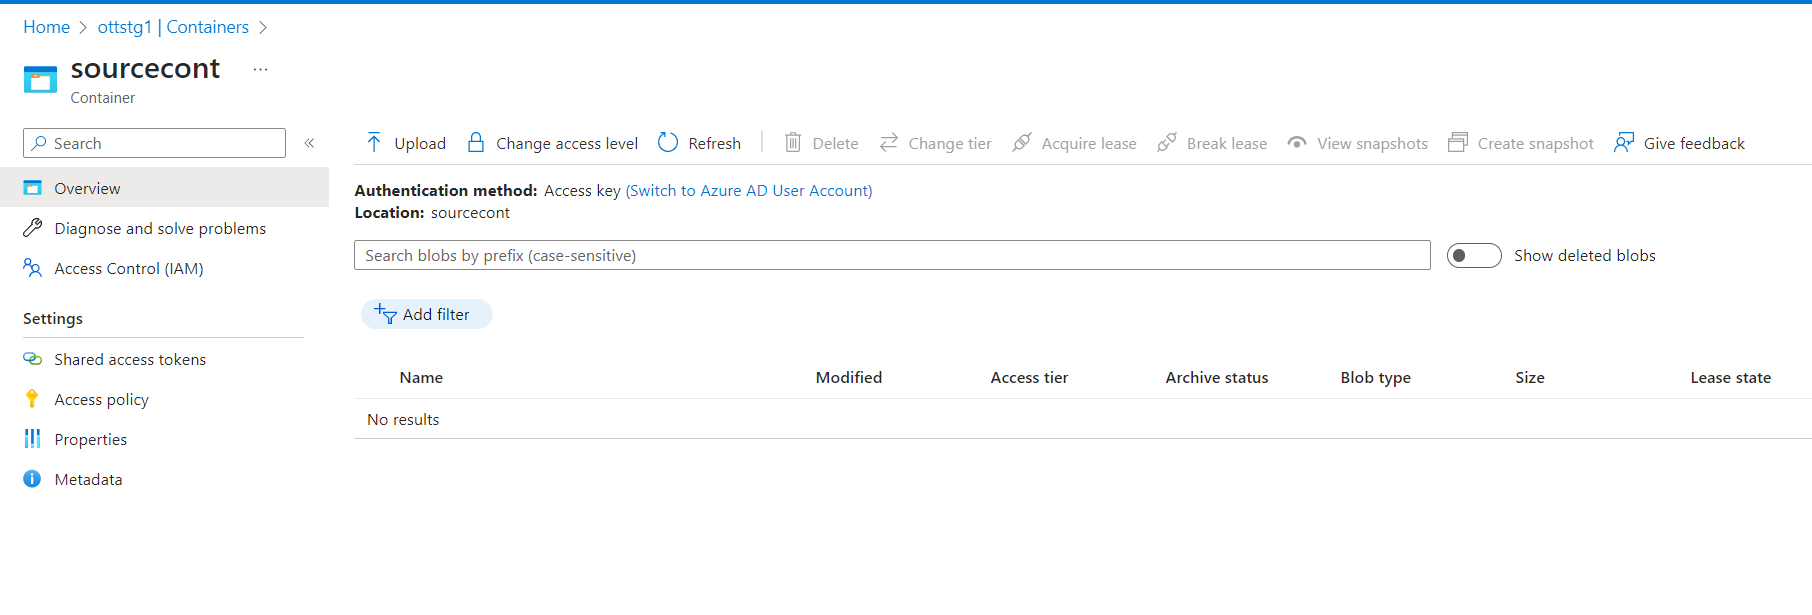 Home > ottstg1 | Containers >
sourcecont ...
Container
Search «
Upload Change access level Refresh | Delete Change tier Acquire lease Break lease View snapshots Create snapshot Give feedback
Overview
Diagnose and solve problems
Access Control (IAM)
Settings
Shared access tokens
Access policy
Properties
Metadata
Authentication method: Access key (Switch to Azure AD User Account)
Location: sourcecont
Search blobs by prefix (case-sensitive) Show deleted blobs
Add filter
Name Modified Access tier Archive status Blob type Size Lease state
No results